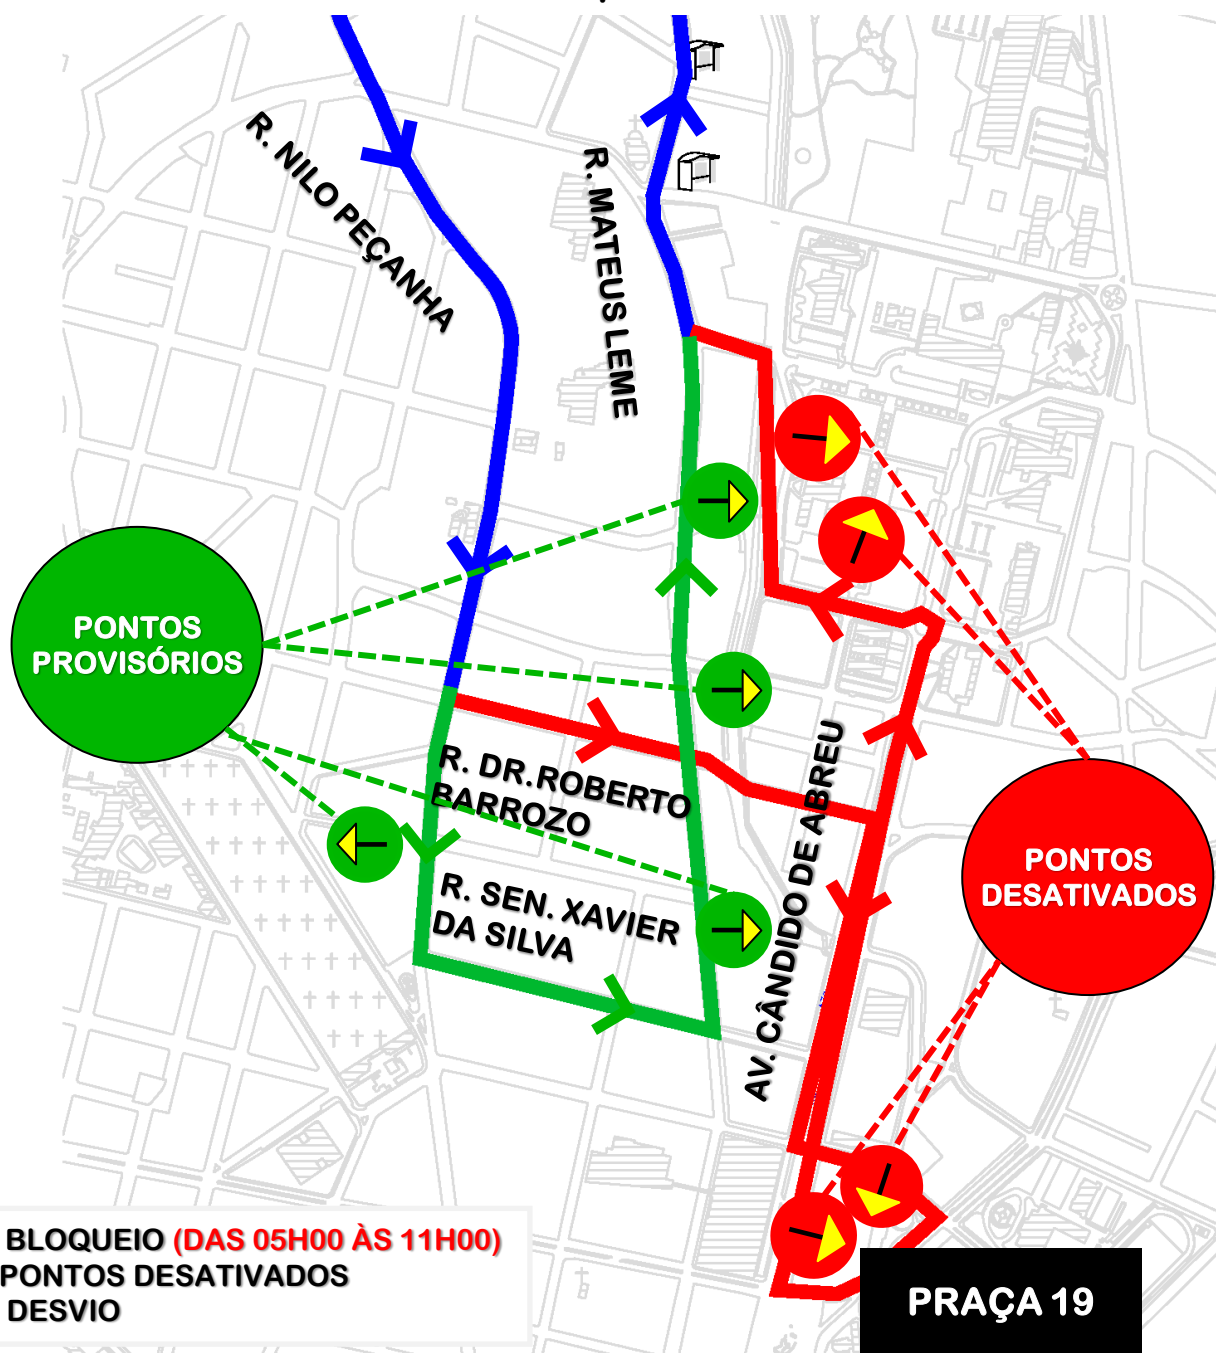 R. NILO PEÇANHA
R. MATEUS LEME
PONTOS
PROVISÓRIOS
R. DR. ROBERTO
BARROZO
R. SEN. XAVIER
DA SILVA
AV. CÂNDIDO DE ABREU
PONTOS
DESATIVADOS
BLOQUEIO (DAS 05H00 ÀS 11H00)
PONTOS DESATIVADOS
DESVIO
PRAÇA 19